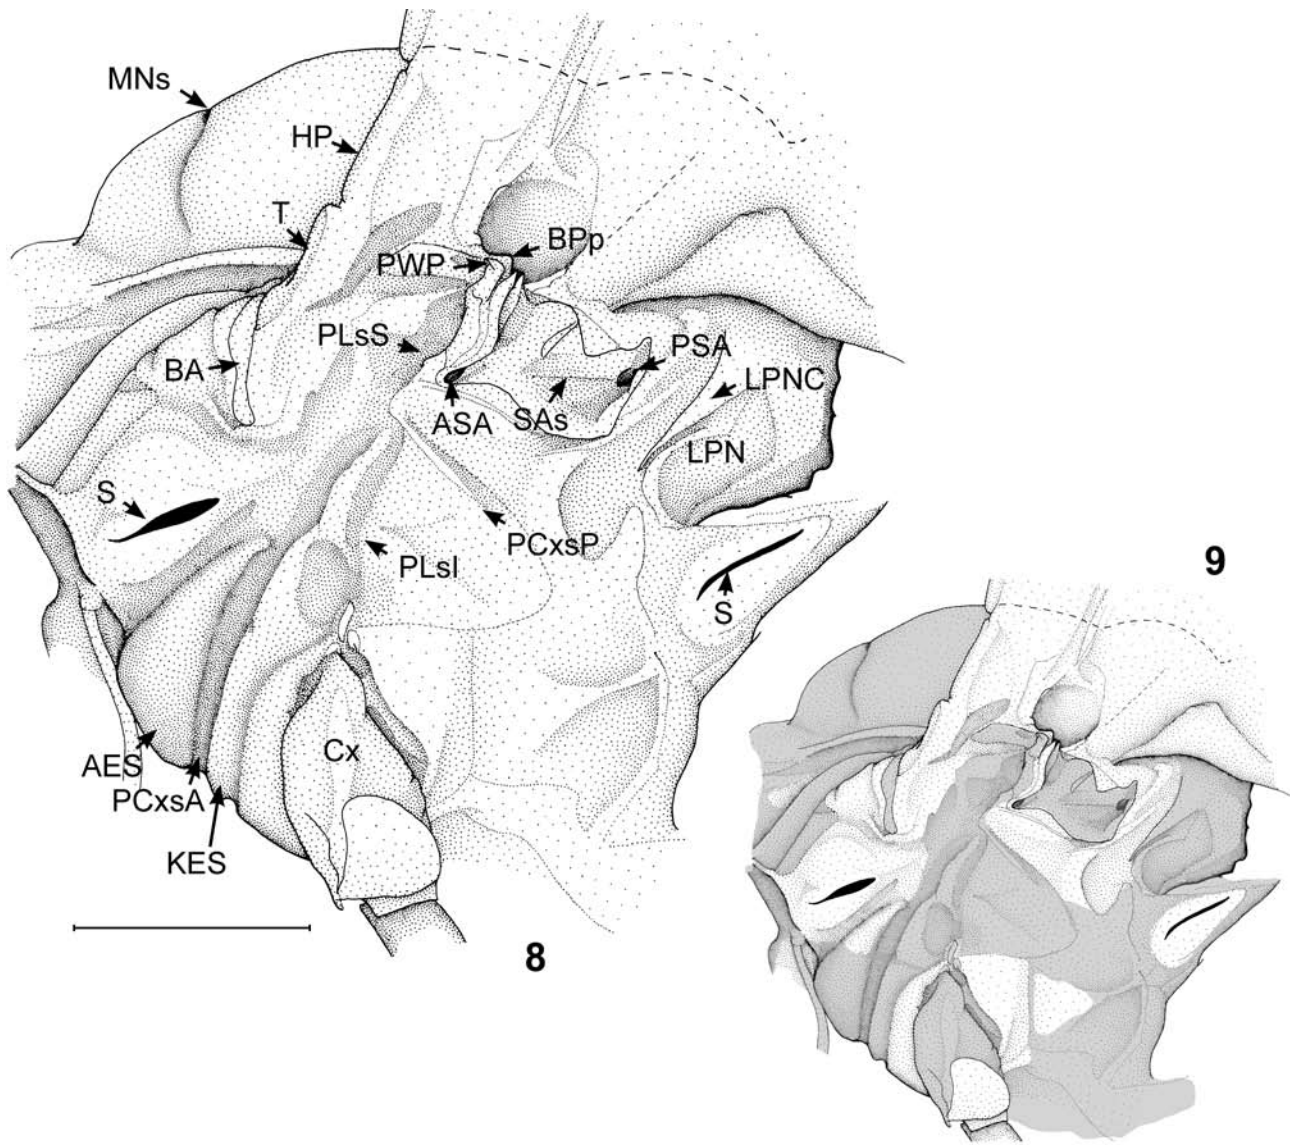 MNs
HP
T
BPp
PWP
PLsS
PSA
BA
LPNC
ASA
SAs
LPN
S
PCxsP
PLsI
9
S
Cx
AES
PCxsA
KES
8